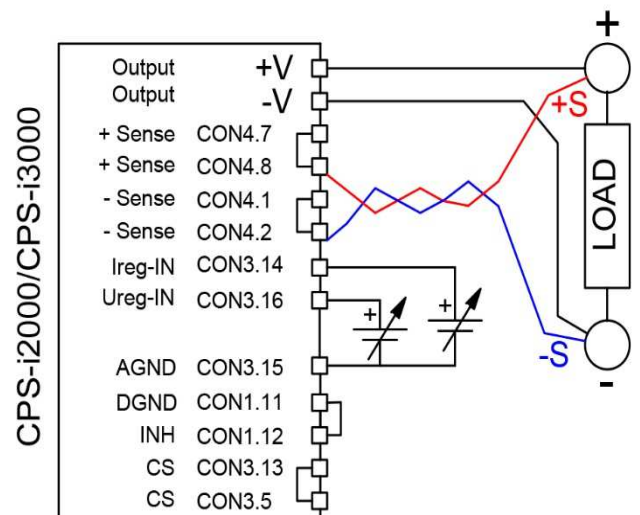 CPS-i2000/CPS-i3000
Output +V
Output -V
+ Sense CON4.7
+ Sense CON4.8
- Sense CON4.1
- Sense CON4.2
Ireg-IN CON3.14
Ureg-IN CON3.16
AGND CON3.15
DGND CON1.11
INH CON1.12
CS CON3.13
CS CON3.5
+
+
+S
-S
+
LOAD
-